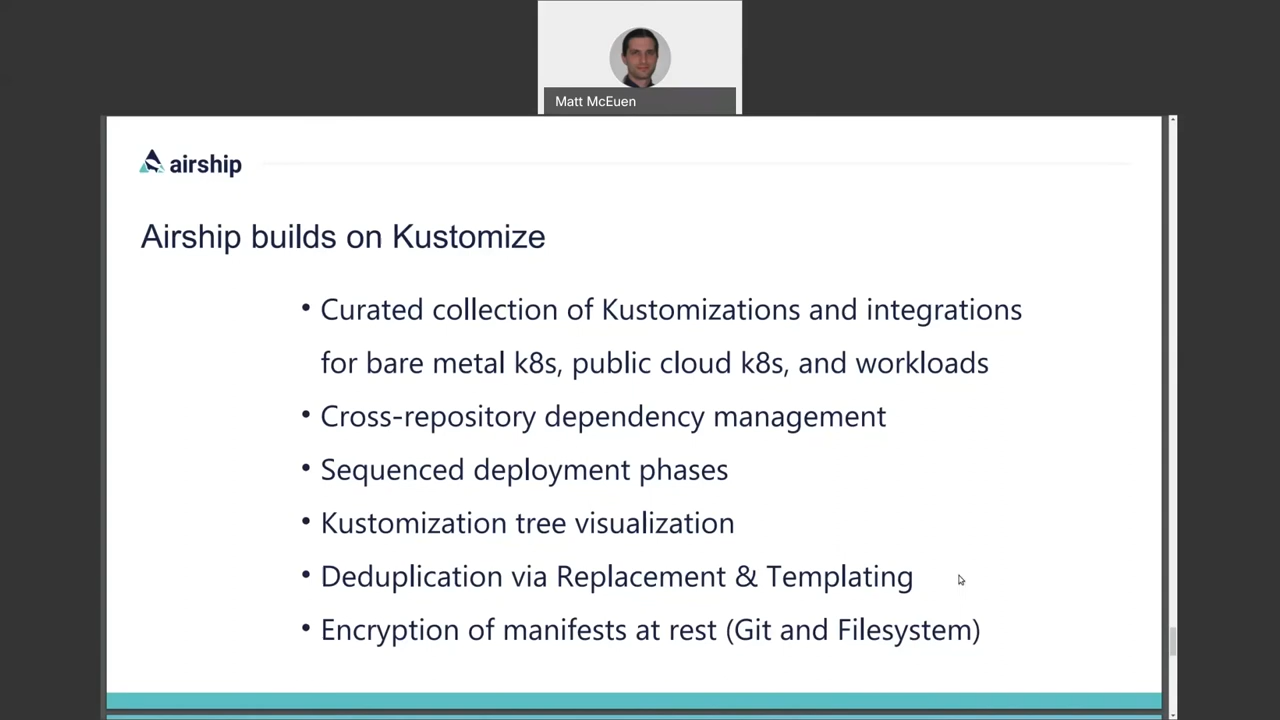 Matt McEuen
airship
Airship builds on Kustomize
• Curated collection of Kustomizations and integrations
for bare metal k8s, public cloud k8s, and workloads
• Cross-repository dependency management
• Sequenced deployment phases
• Kustomization tree visualization
• Deduplication via Replacement & Templating
• Encryption of manifests at rest (Git and Filesystem)